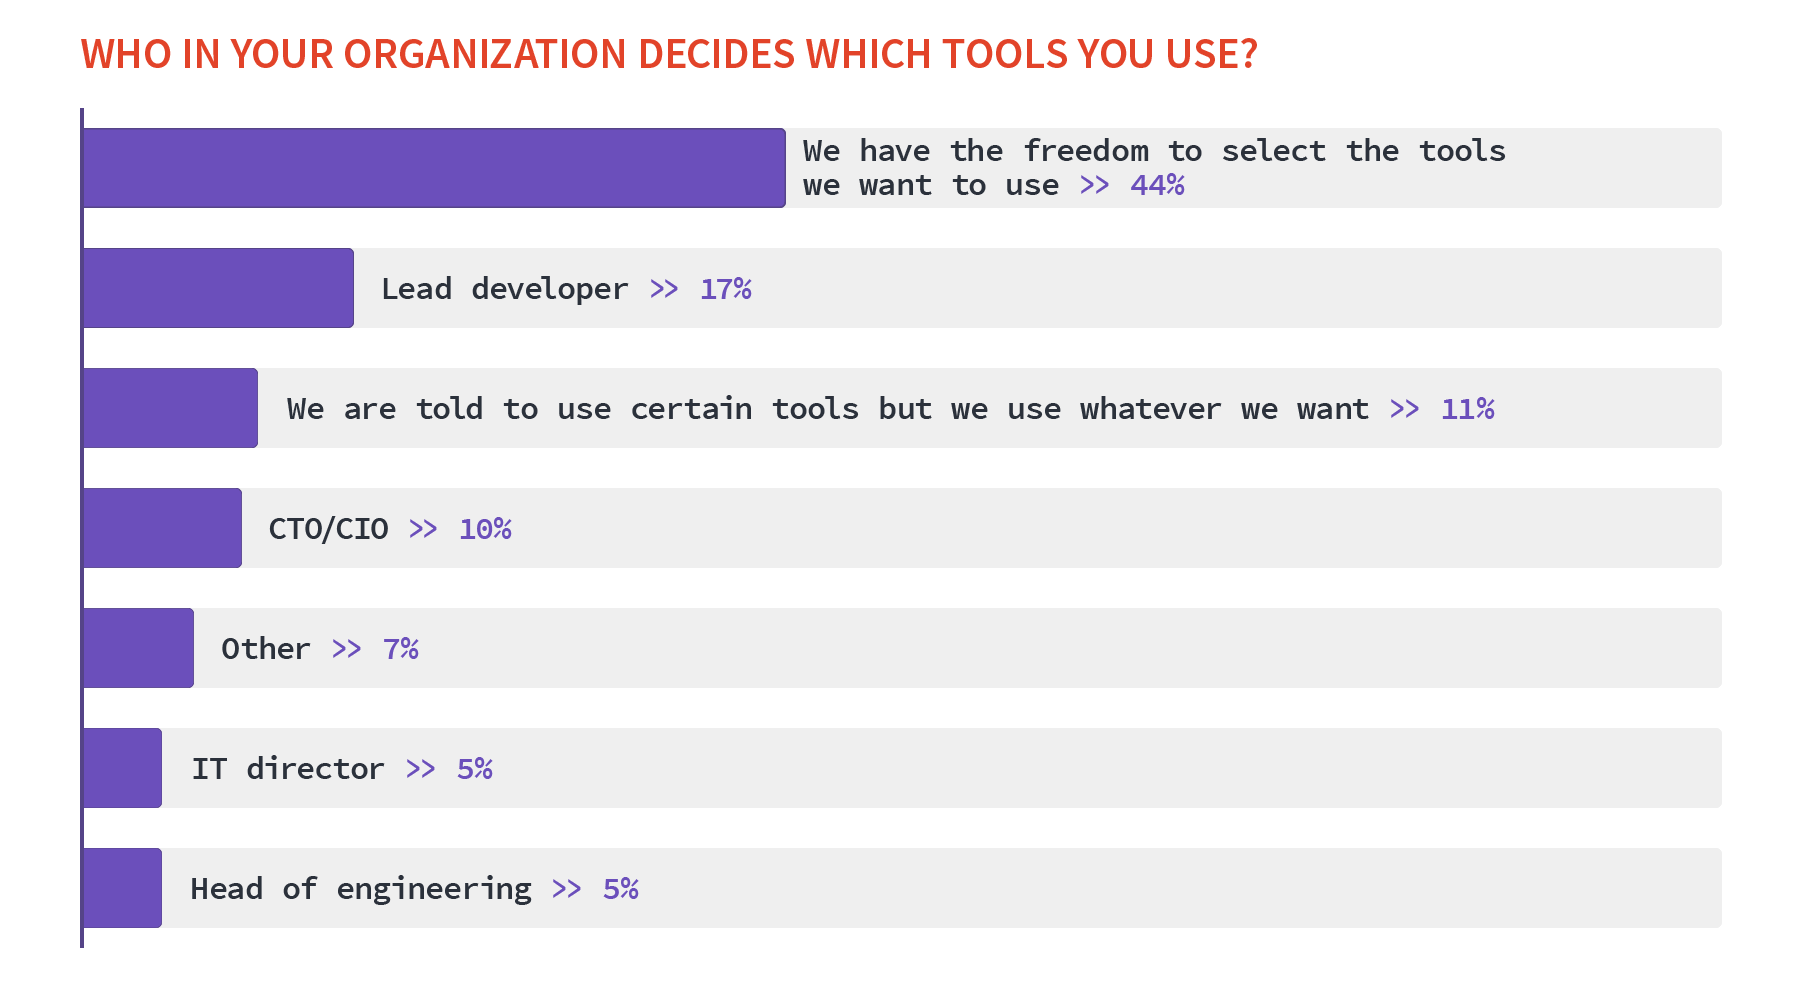 WHO IN YOUR ORGANIZATION DECIDES WHICH TOOLS YOU USE?
We have the freedom to select the tools
we want to use >> 44%
Lead developer >> 17%
We are told to use certain tools but we use whatever we want >> 11%
CTO/CIO >> 10%
Other >> 7%
IT director >> 5%
Head of engineering >> 5%